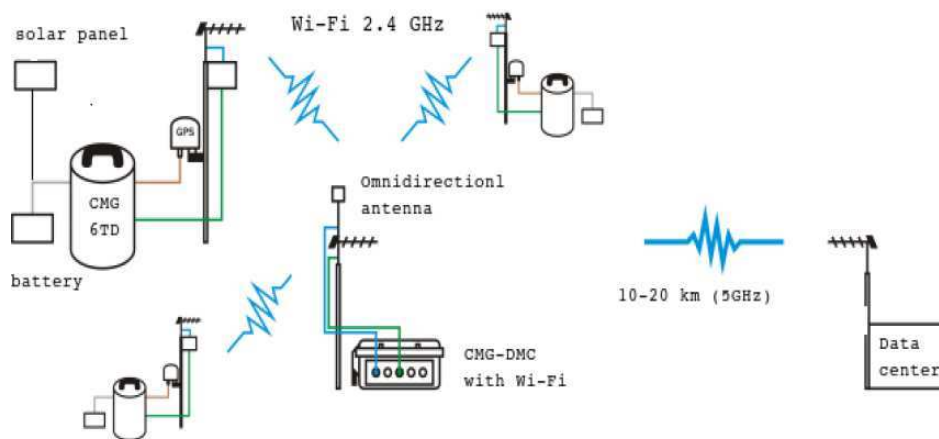 Wi-Fi 2.4 GHz
solar panel
GPS
CMG
6TD
Omnidirectionl
antenna
battery
10-20 km (5GHz)
CMG-DMC
with Wi-Fi
Data
center